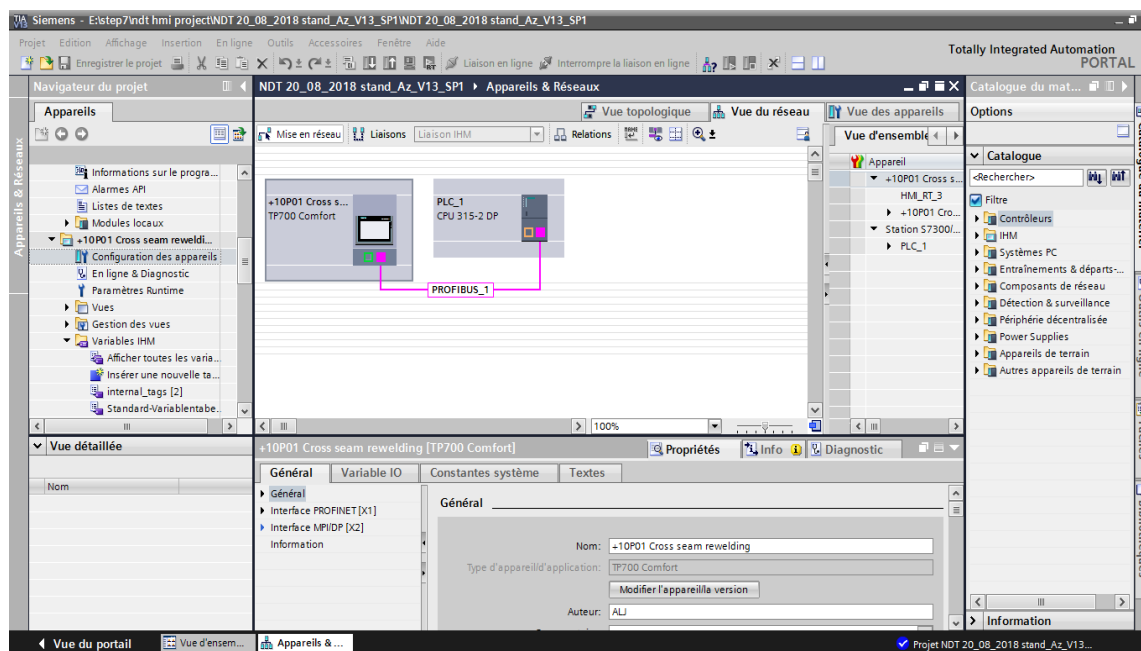 Siemens - E:\step7\ndt hmi project\NDT 20_08_2018 stand_Az_V13_SP1\NDT 20_08_2018 stand_Az_V13_SP1
Projet Edition Affichage Insertion En ligne Outils Accessoires Fenêtre Aide
Totally Integrated Automation
PORTAL
Enregistrer le projet
Liaison en ligne
Interrompre la liaison en ligne
Navigateur du projet
NDT 20_08_2018 stand_Az_V13_SP1 Appareils & Réseaux
Catalogue du mat...
Appareils
Vue topologique
Vue du réseau
Vue des appareils
Options
Mise en réseau
Liaisons
Liaison IHM
Relations
Vue d'ensemble
Appareils & Réseaux
Informations sur le progra...
Alarmes API
Listes de textes
Modules locaux
+10P01 Cross seam reweldi...
Configuration des appareils
En ligne & Diagnostic
Paramètres Runtime
Vues
Gestion des vues
Variables IHM
Afficher toutes les varia...
Insérer une nouvelle ta...
internal_tags [2]
Standard-Variablentabe..
+10P01 Cross s...
TP700 Comfort
PLC_1
CPU 315-2 DP
PROFIBUS_1
100%
Appareil
+10P01 Cross s...
HMI_RT_3
+10P01 Cro...
Station S7300/...
PLC_1
Catalogue
<Rechercher>
Filtre
Contrôleurs
IHM
Systèmes PC
Entraînements & départs-...
Composants de réseau
Détection & surveillance
Périphérie décentralisée
Power Supplies
Appareils de terrain
Autres appareils de terrain
Vue détaillée
Nom
+10P01 Cross seam rewelding [TP700 Comfort]
Propriétés
Info
Diagnostic
Général
Variable IO
Constantes système
Textes
Général
Interface PROFINET [X1]
Interface MPI/DP [X2]
Information
Général
Nom: +10P01 Cross seam rewelding
Type d'appareil/d'application: TP700 Comfort
Modifier l'appareil/la version
Auteur: ALJ
Information
Vue du portail
Vue d'ensem...
Appareils & ...
Projet NDT 20_08_2018 stand_Az_V13...